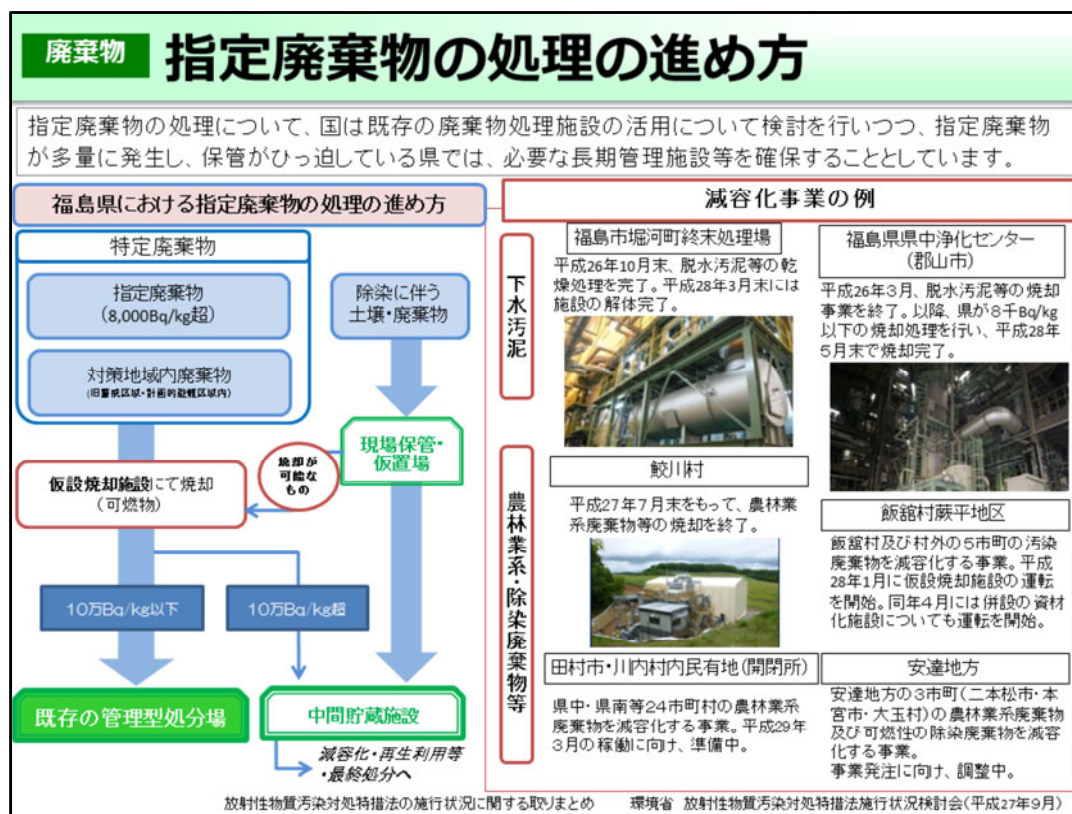 廃棄物
指定廃棄物の処理の進め方
指定廃棄物の処理について、国は既存の廃棄物処理施設の活用について検討を行いつつ、指定廃棄物
が多量に発生し、保管がひっ迫している県では、必要な長期管理施設等を確保することとしています。
福島県における指定廃棄物の処理の進め方
特定廃棄物
指定廃棄物
(8,000Bq/kg超)
対策地域内廃棄物
(旧警戒区域・計画的避難区域内)
除染に伴う
土壌・廃棄物
現場保管・
仮置場
焼却が
可能な
もの
仮設焼却施設にて焼却
(可燃物)
10万Bq/kg以下
10万Bq/kg超
既存の管理型処分場
中間貯蔵施設
減容化・再生利用等
・最終処分へ
減容化事業の例
下水汚泥
福島市堀河町終末処理場
平成26年10月末、脱水汚泥等の乾
燥処理を完了。平成28年3月末には
施設の解体完了。
福島県県中浄化センター
(郡山市)
平成26年3月、脱水汚泥等の焼却
事業を終了。以降、県が8千Bq/kg
以下の焼却処理を行い、平成28年
5月末で焼却完了。
農林業系・除染廃棄物等
鮫川村
平成27年7月末をもって、農林業
系廃棄物等の焼却を終了。
飯舘村蕨平地区
飯舘村及び村外の5市町の汚染
廃棄物を減容化する事業。平成
28年1月に仮設焼却施設の運転
を開始。同年4月には併設の資材
化施設についても運転を開始。
田村市・川内村内民有地(開閉所)
県中・県南等24市町村の農林業系
廃棄物を減容化する事業。平成29年
3月の稼働に向け、準備中。
安達地方
安達地方の3市町(二本松市・本
宮市・大玉村)の農林業系廃棄物
及び可燃性の除染廃棄物を減容
化する事業。
事業発注に向け、調整中。
放射性物質汚染対処特措法の施行状況に関する取りまとめ 環境省 放射性物質汚染対処特措法施行状況検討会(平成27年9月)